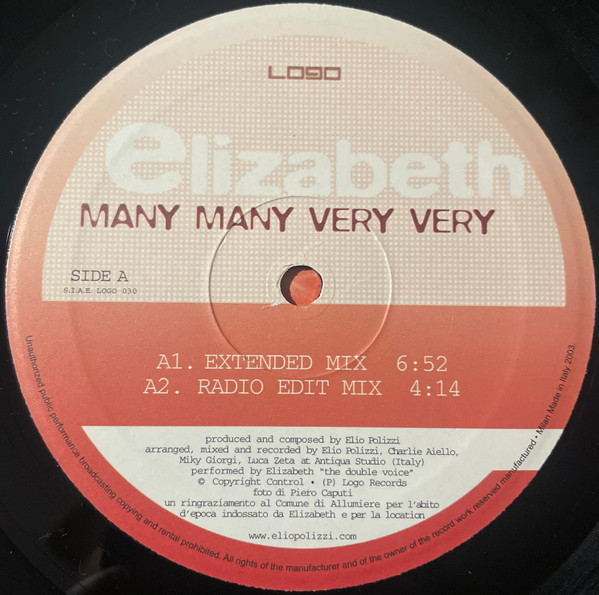 LOGO
elizabeth
MANY MANY VERY VERY
SIDE A
S.I.A.E. LOGO 030
A1. EXTENDED MIX 6:52
A2. RADIO EDIT MIX 4:14
produced and composed by Elio Polizzi
arranged, mixed and recorded by Elio Polizzi, Charlie Aiello,
Miky Giorgi, Luca Zeta at Antiqua Studio (Italy)
performed by Elizabeth "the double voice"
© Copyright Control • (P) Logo Records
foto di Piero Caputi
un ringraziamento al Comune di Allumiere per l'abito
d'epoca indossato da Elizabeth e per la location
www.eliopolizzi.com
Unauthorized public performance broadcasting copying and rental prohibited. All rights of the manufacturer and of the owner of the record work reserved manufactured • Milan Made in Italy 2003.